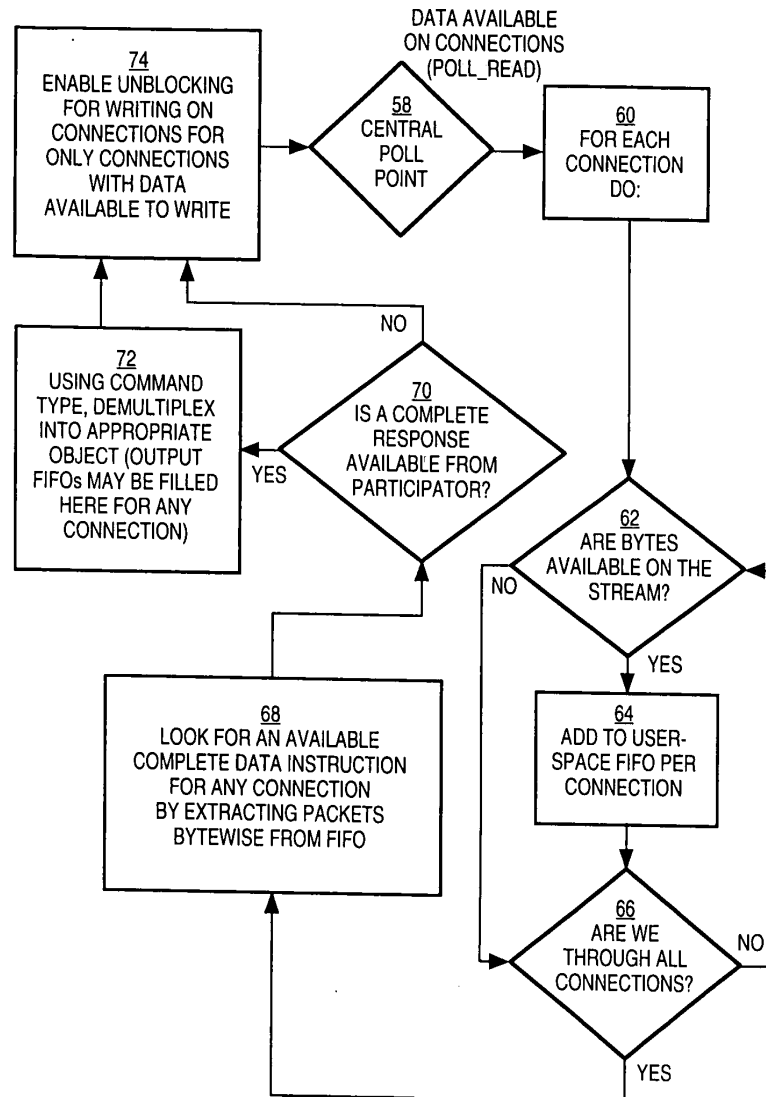 DATA AVAILABLE
ON CONNECTIONS
(POLL_READ)
74
ENABLE UNBLOCKING
FOR WRITING ON
CONNECTIONS FOR
ONLY CONNECTIONS
WITH DATA
AVAILABLE TO WRITE
58
CENTRAL
POLL
POINT
60
FOR EACH
CONNECTION
DO:
NO
72
USING COMMAND
TYPE, DEMULTIPLEX
INTO APPROPRIATE
OBJECT (OUTPUT
FIFOs MAY BE FILLED
HERE FOR ANY
CONNECTION)
YES
70
IS A COMPLETE
RESPONSE
AVAILABLE FROM
PARTICIPATOR?
62
ARE BYTES
AVAILABLE ON THE
STREAM?
NO
YES
64
ADD TO USER-
SPACE FIFO PER
CONNECTION
68
LOOK FOR AN AVAILABLE
COMPLETE DATA INSTRUCTION
FOR ANY CONNECTION
BY EXTRACTING PACKETS
BYTEWISE FROM FIFO
66
ARE WE
THROUGH ALL
CONNECTIONS?
NO
YES